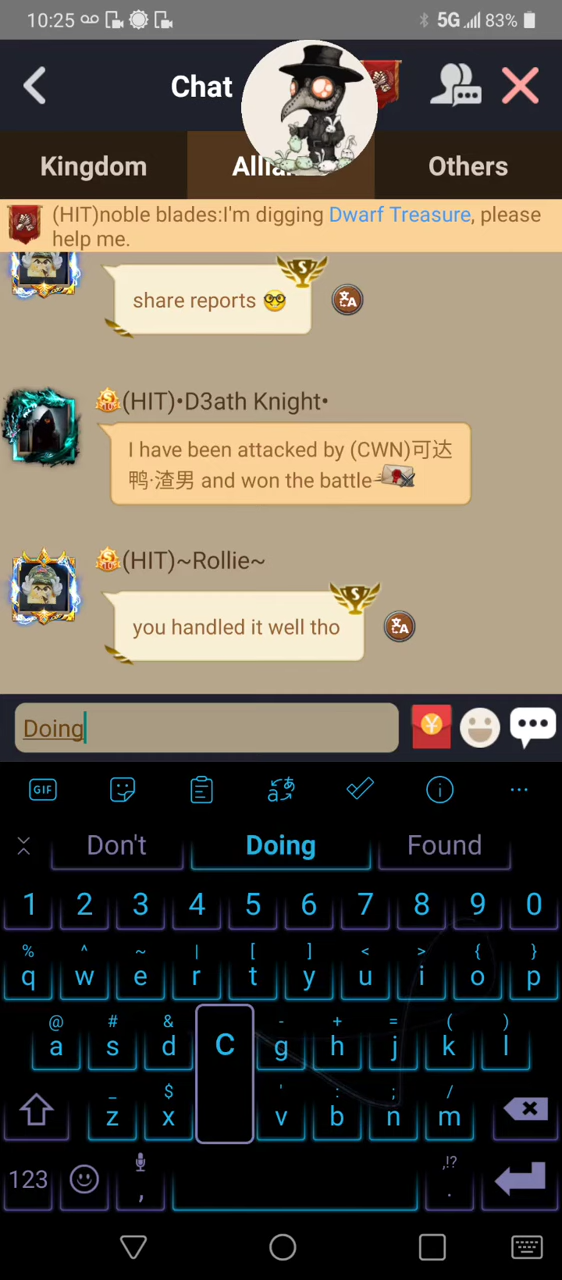 10:25
5G
83%
Chat
Kingdom
Others
(HIT)noble blades:I'm digging Dwarf Treasure, please
help me.
share reports
(HIT)•D3ath Knight•
I have been attacked by (CWN)可达
鸭·渣男 and won the battle
(HIT)~Rollie~
you handled it well tho
Doing
GIF
Don't Doing Found
1 2 3 4 5 6 7 8 9 0
% ^ ~ | [ ] < > { }
q w e r t y u i o p
@ # & - + = ( )
a s d C g h j k l
_ $ ' : ; /
z x v b n m
123 , ,!? .